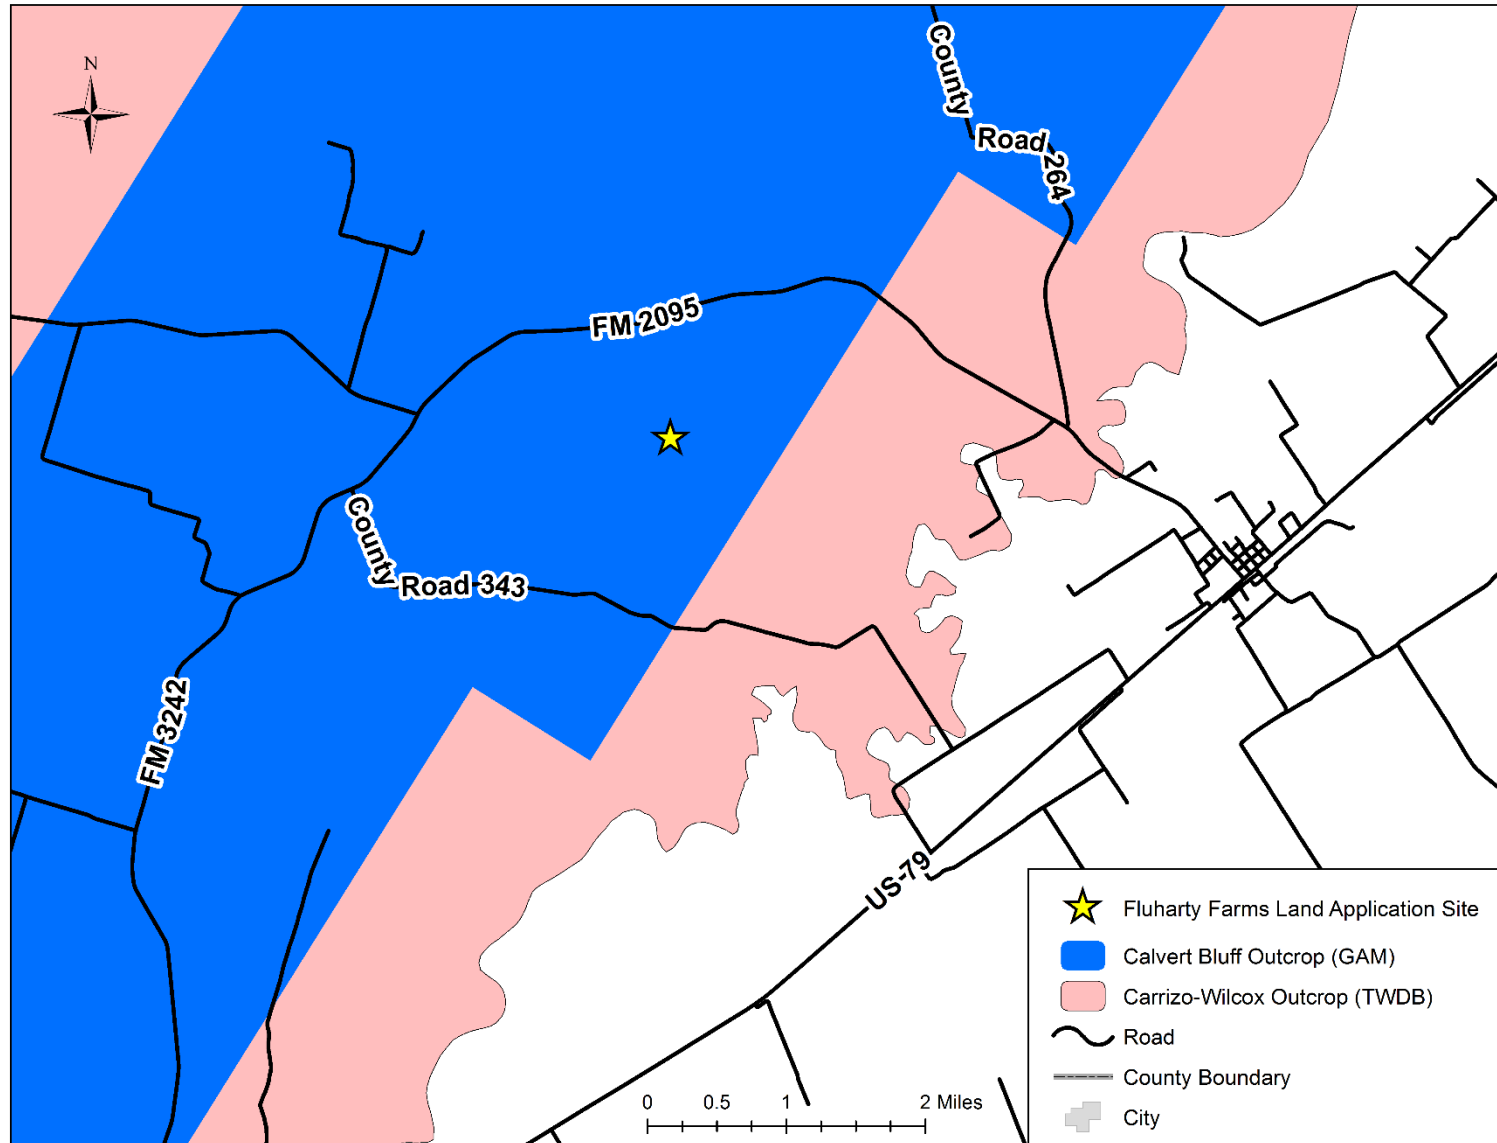 N
County
Road 264
FM 2095
County
Road 343
FM 3242
US-79
Fluharty Farms Land Application Site
Calvert Bluff Outcrop (GAM)
Carrizo-Wilcox Outcrop (TWDB)
Road
County Boundary
City
0 0.5 1 2 Miles